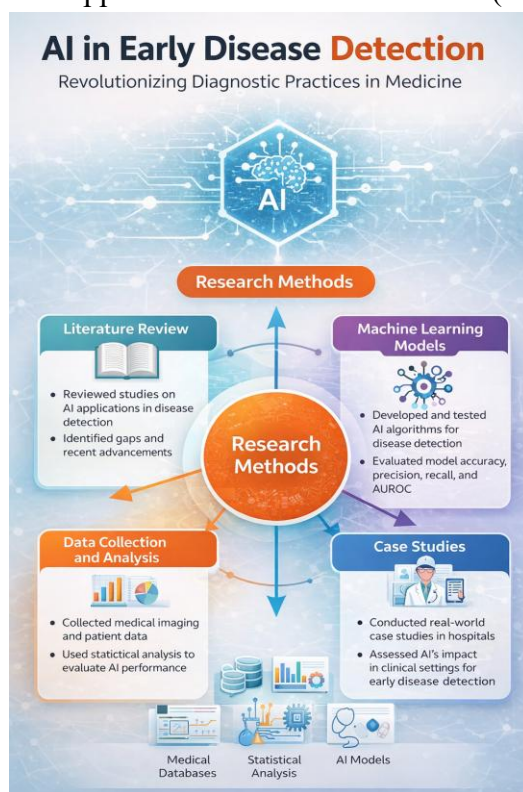 AI in Early Disease Detection
Revolutionizing Diagnostic Practices in Medicine
AI
Research Methods
Literature Review
• Reviewed studies on
AI applications in disease
detection
• Identified gaps and
recent advancements
Machine Learning
Models
• Developed and tested
AI algorithms for
disease detection
• Evaluated model accuracy,
precision, recall, and
AUROC
Research
Methods
Data Collection
and Analysis
• Collected medical imaging
and patient data
• Used statictical analysis to
evaluate AI performance
Case Studies
• Conducted real-world
case studies in hospitals
• Assessed AI's impact
in clinical settings for
early disease detection
Medical
Databases
Statistical
Analysis
AI Models